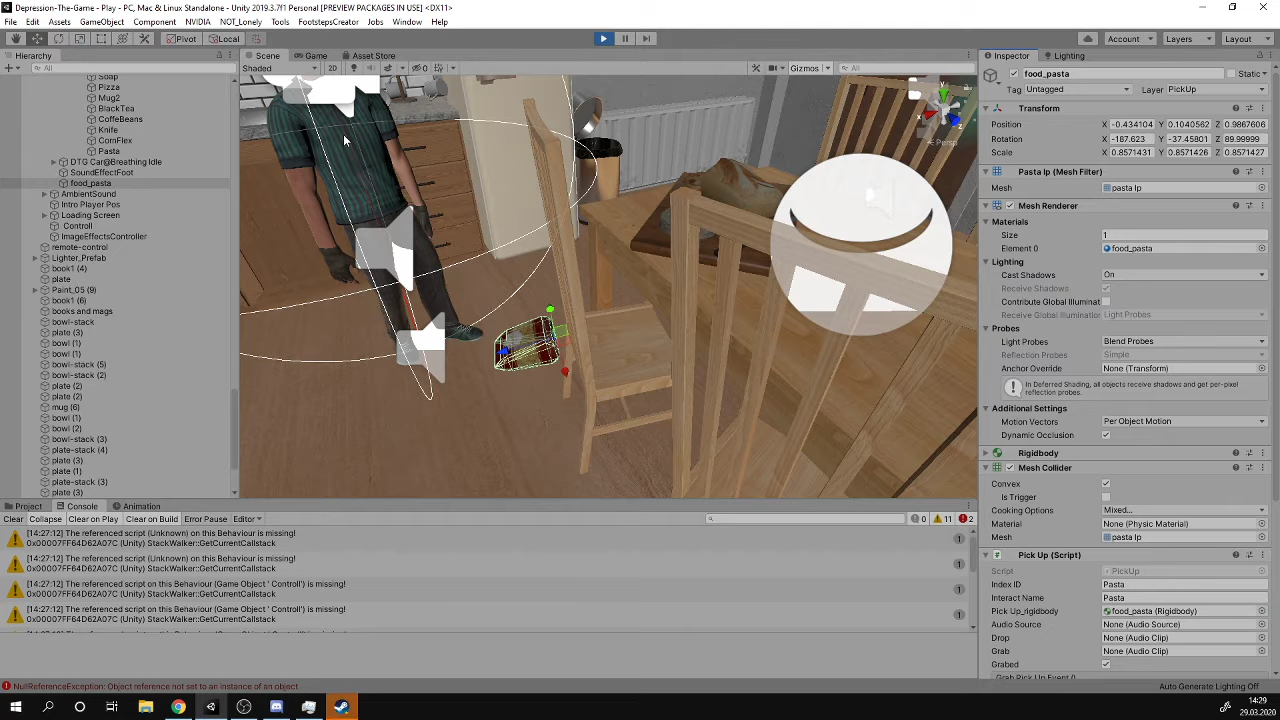 Depression-The-Game - Play - PC, Mac & Linux Standalone - Unity 2019.3.7f1 Personal [PREVIEW PACKAGES IN USE] <DX11>
File Edit Assets GameObject Component NVIDIA NOT_Lonely Tools FootstepsCreator Jobs Window Help
Pivot Local Account Layers Layout
Hierarchy Scene Game Asset Store Inspector Lighting
All Shaded 2D 0 Gizmos All food_pasta Static
Tag Untagged Layer PickUp
Soap
Pizza
Mug2
BlackTea
CoffeBeans
Knife
CornFlex
Pasta
DTG Car@Breathing Idle
SoundEffectFoot
food_pasta
AmbientSound
Intro Player Pos
Loading Screen
Controll
ImageEffectsController
remote-control
Lighter_Prefab
book1 (4)
plate
Paint_05 (9)
book1 (6)
books and mags
bowl-stack
plate (3)
bowl (1)
bowl (1)
bowl-stack (5)
bowl-stack (2)
plate (2)
plate (2)
mug (6)
bowl (1)
bowl (2)
bowl-stack (3)
plate-stack (4)
plate (3)
plate (1)
plate-stack (3)
plate (3)
y
x
z
Persp
Transform
Position X -0.434104 Y 0.1040562 Z 0.9867606
Rotation X -187.623 Y -37.45801 Z 89.99999
Scale X 0.8571431 Y 0.8571426 Z 0.8571427
Pasta lp (Mesh Filter)
Mesh pasta lp
Mesh Renderer
Materials
Size 1
Element 0 food_pasta
Lighting
Cast Shadows On
Receive Shadows
Contribute Global Illuminat
Receive Global Illuminat Light Probes
Probes
Light Probes Blend Probes
Reflection Probes Simple
Anchor Override None (Transform)
In Deferred Shading, all objects receive shadows and get per-pixel
reflection probes.
Additional Settings
Motion Vectors Per Object Motion
Dynamic Occlusion
Rigidbody
Mesh Collider
Convex
Is Trigger
Cooking Options Mixed...
Material None (Physic Material)
Mesh pasta lp
Pick Up (Script)
Script PickUp
Index ID Pasta
Interact Name Pasta
Pick Up_rigidbody food_pasta (Rigidbody)
Audio Source None (Audio Source)
Drop None (Audio Clip)
Grab None (Audio Clip)
Grabed
Grab Pick Up Event ()
Project Console Animation
Clear Collapse Clear on Play Clear on Build Error Pause Editor 0 11 2
[14:27:12] The referenced script (Unknown) on this Behaviour is missing!
0x00007FF64D62A07C (Unity) StackWalker::GetCurrentCallstack 1
[14:27:12] The referenced script (Unknown) on this Behaviour is missing!
0x00007FF64D62A07C (Unity) StackWalker::GetCurrentCallstack 1
[14:27:12] The referenced script on this Behaviour (Game Object ' Controll') is missing!
0x00007FF64D62A07C (Unity) StackWalker::GetCurrentCallstack 1
[14:27:12] The referenced script on this Behaviour (Game Object ' Controll') is missing!
0x00007FF64D62A07C (Unity) StackWalker::GetCurrentCallstack 1
NullReferenceException: Object reference not set to an instance of an object
Auto Generate Lighting Off
14:29
29.03.2020